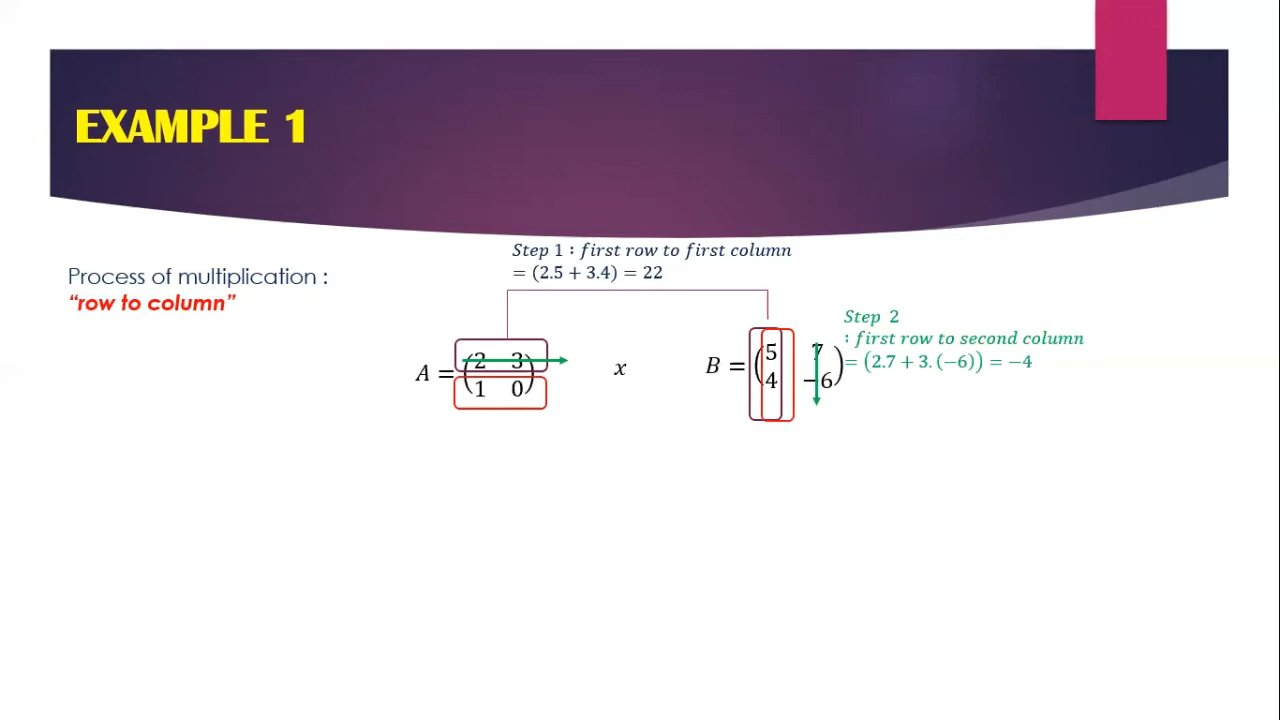 EXAMPLE 1
Process of multiplication :
“row to column”
Step 1 : first row to first column
= (2.5 + 3.4) = 22
Step 2
: first row to second column
= (2.7 + 3. (−6)) = −4
A = (2 3
1 0)
x
B = (5 7
4 −6)